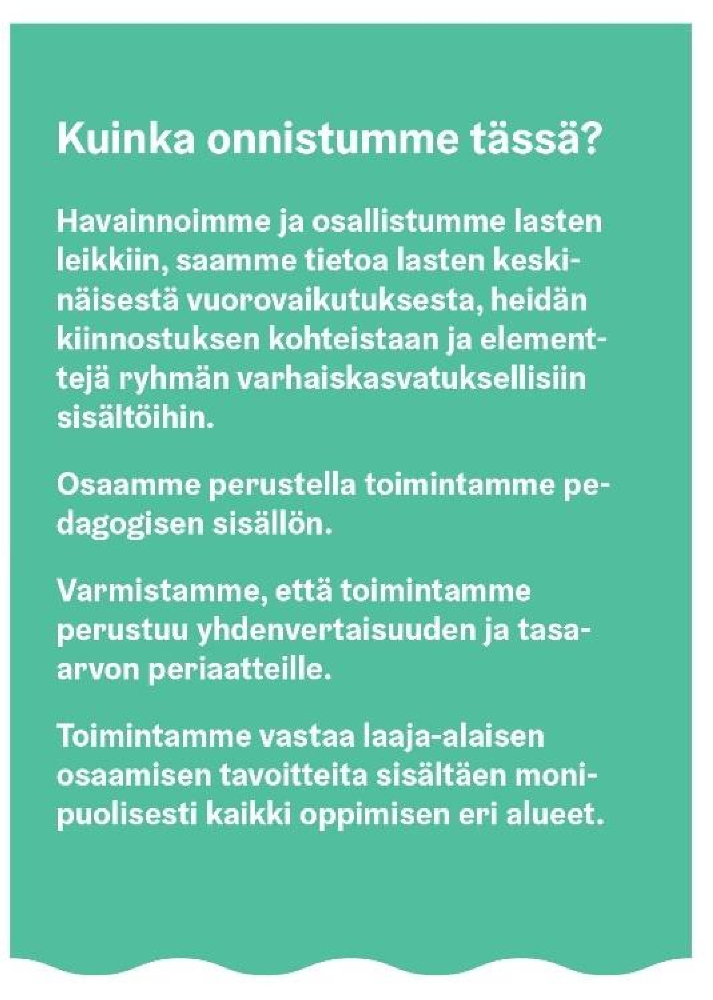 Kuinka onnistumme tässä?
Havainnoimme ja osallistumme lasten
leikkiin, saamme tietoa lasten keski-
näisestä vuorovaikutuksesta, heidän
kiinnostuksen kohteistaan ja element-
tejä ryhmän varhaiskasvatuksellisiin
sisältöihin.
Osaamme perustella toimintamme pe-
dagogisen sisällön.
Varmistamme, että toimintamme
perustuu yhdenvertaisuuden ja tasa-
arvon periaatteille.
Toimintamme vastaa laaja-alaisen
osaamisen tavoitteita sisältäen moni-
puolisesti kaikki oppimisen eri alueet.